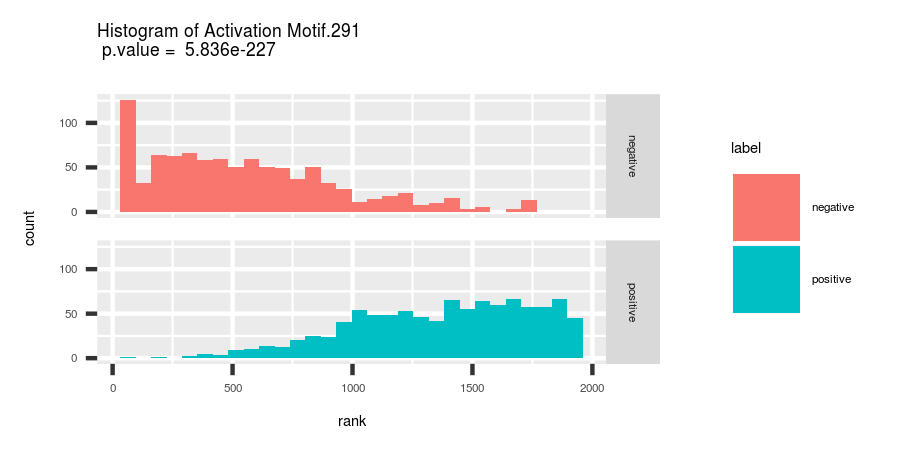 Histogram of Activation Motif.291
p.value = 5.836e-227
count
100
50
0
negative
100
50
0
positive
0 500 1000 1500 2000
rank
label
negative
positive